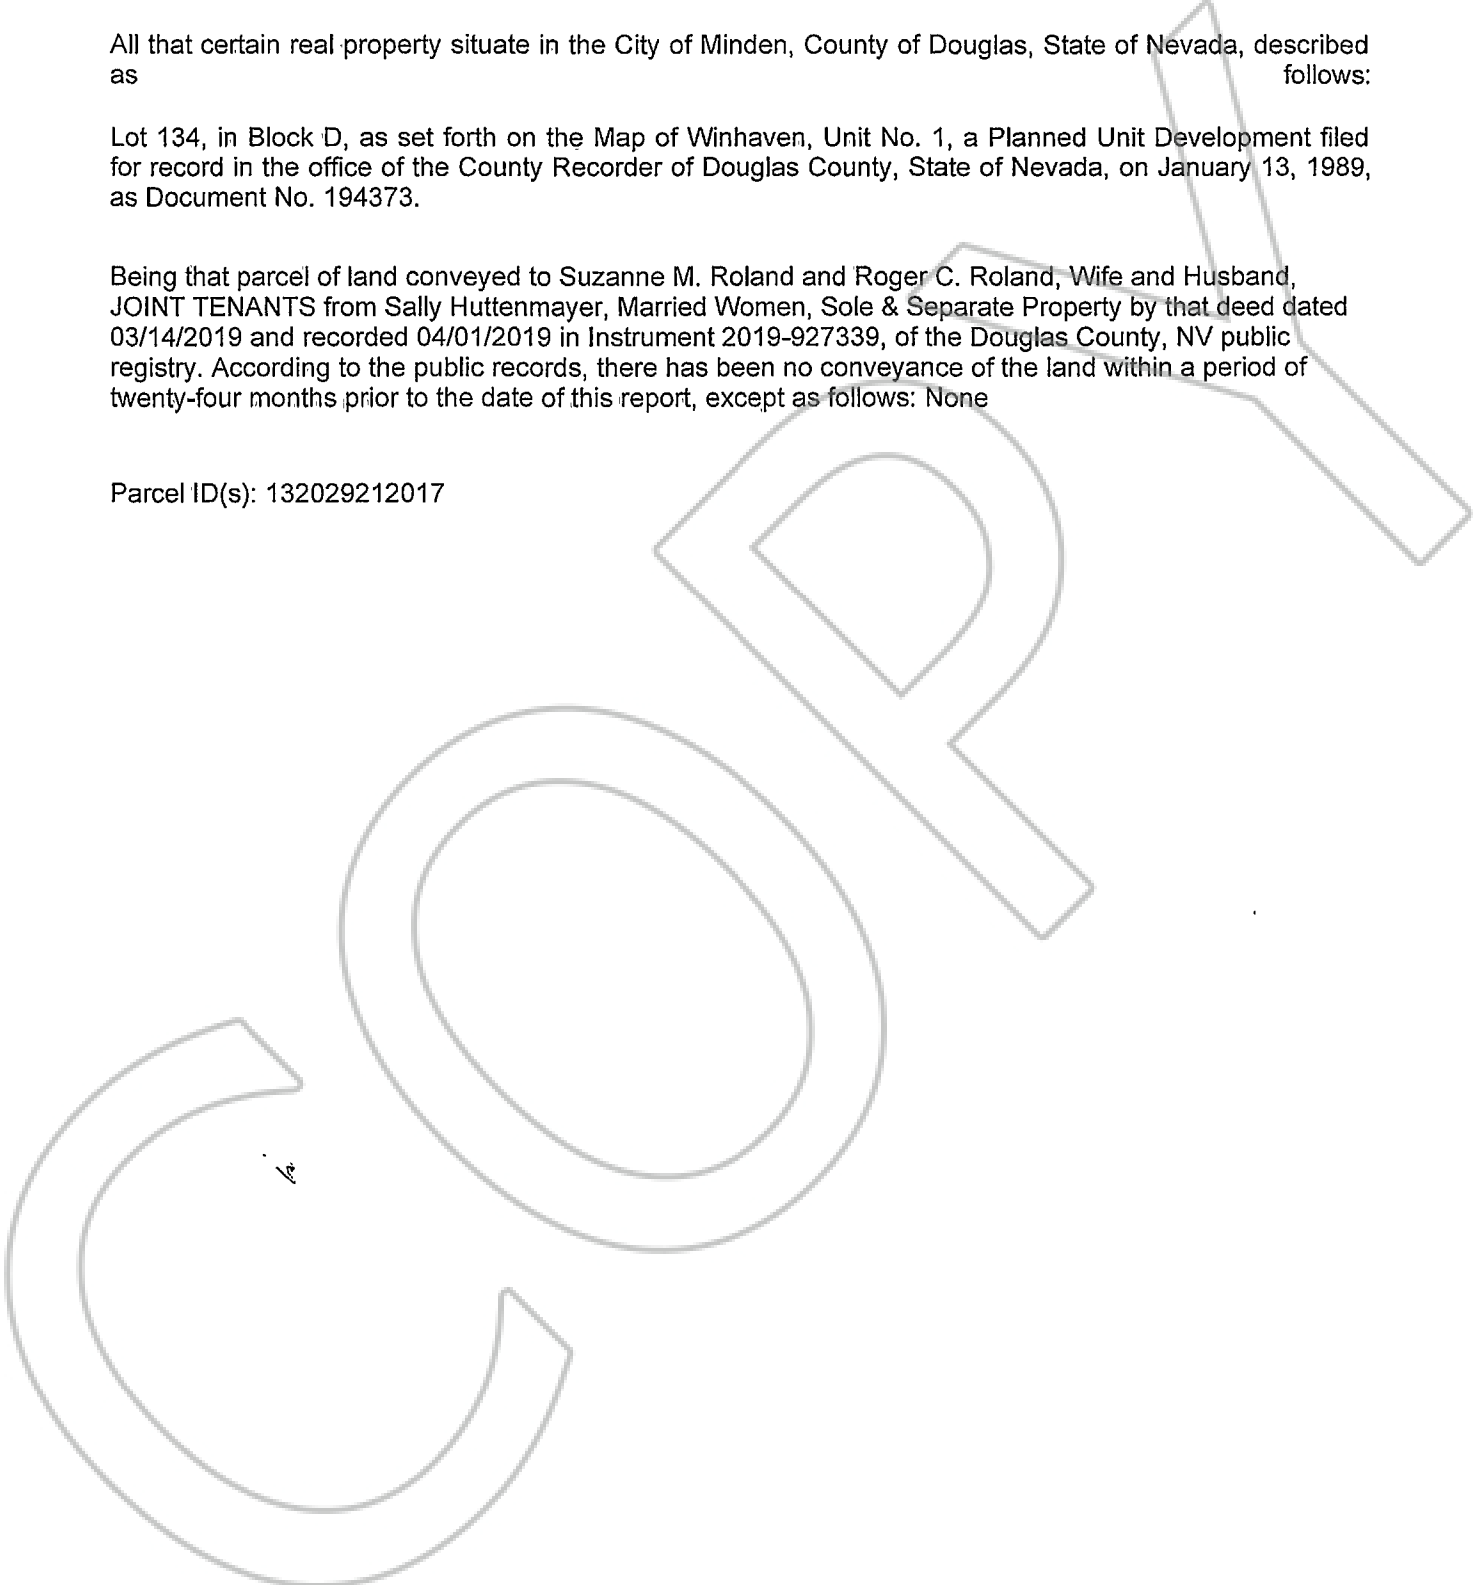 All that certain real property situate in the City of Minden, County of Douglas, State of Nevada, described
as follows:
Lot 134, in Block D, as set forth on the Map of Winhaven, Unit No. 1, a Planned Unit Development filed
for record in the office of the County Recorder of Douglas County, State of Nevada, on January 13, 1989,
as Document No. 194373.
Being that parcel of land conveyed to Suzanne M. Roland and Roger C. Roland, Wife and Husband,
JOINT TENANTS from Sally Huttenmayer, Married Women, Sole & Separate Property by that deed dated
03/14/2019 and recorded 04/01/2019 in Instrument 2019-927339, of the Douglas County, NV public
registry. According to the public records, there has been no conveyance of the land within a period of
twenty-four months prior to the date of this report, except as follows: None
Parcel ID(s): 132029212017
COPY